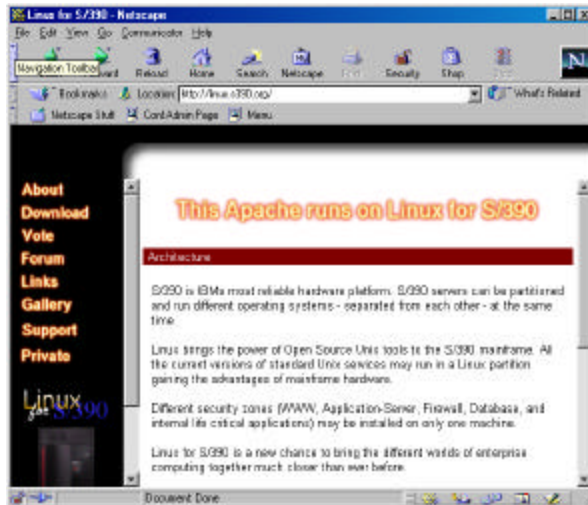 Linux for S/390 - Netscape
File Edit View Go Communicator Help
Navigation Toolbar
Reload Home Search Netscape Print Security Shop
Bookmarks Location: http://linux.s390.org/ What's Related
Netscape Stuff Cont.Admin Page Menu
About
Download
Vote
Forum
Links
Gallery
Support
Private
Linux
for S/390
This Apache runs on Linux for S/390
Architecture
S/390 is IBMs most reliable hardware platform. S/390 servers can be partitioned
and run different operating systems - separated from each other - at the same
time.
Linux brings the power of Open Source Unix tools to the S/390 mainframe. All
the current versions of standard Unix services may run in a Linux partition
gaining the advantages of mainframe hardware.
Different security zones (WWW, Application-Server, Firewall, Database, and
internal life critical applications) may be installed on only one machine.
Linux for S/390 is a new chance to bring the different worlds of enterprise
computing together much closer than ever before.
Document: Done